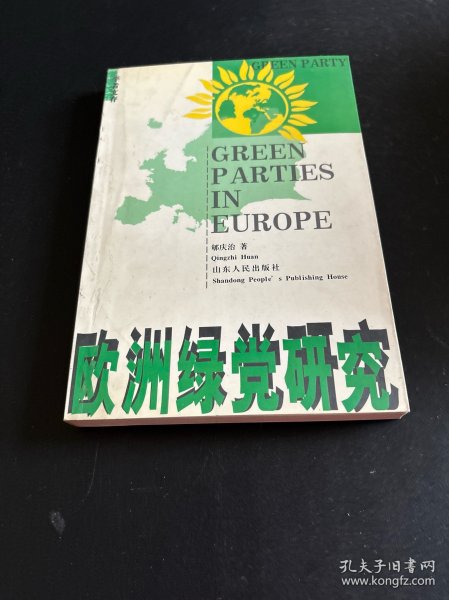 GREEN PARTY
GREEN
PARTIES
IN
EUROPE
郇庆治 著
Qingzhi Huan
山东人民出版社
Shandong People's Publishing House
欧洲绿党研究
孔夫子旧书网
www.kongfz.com